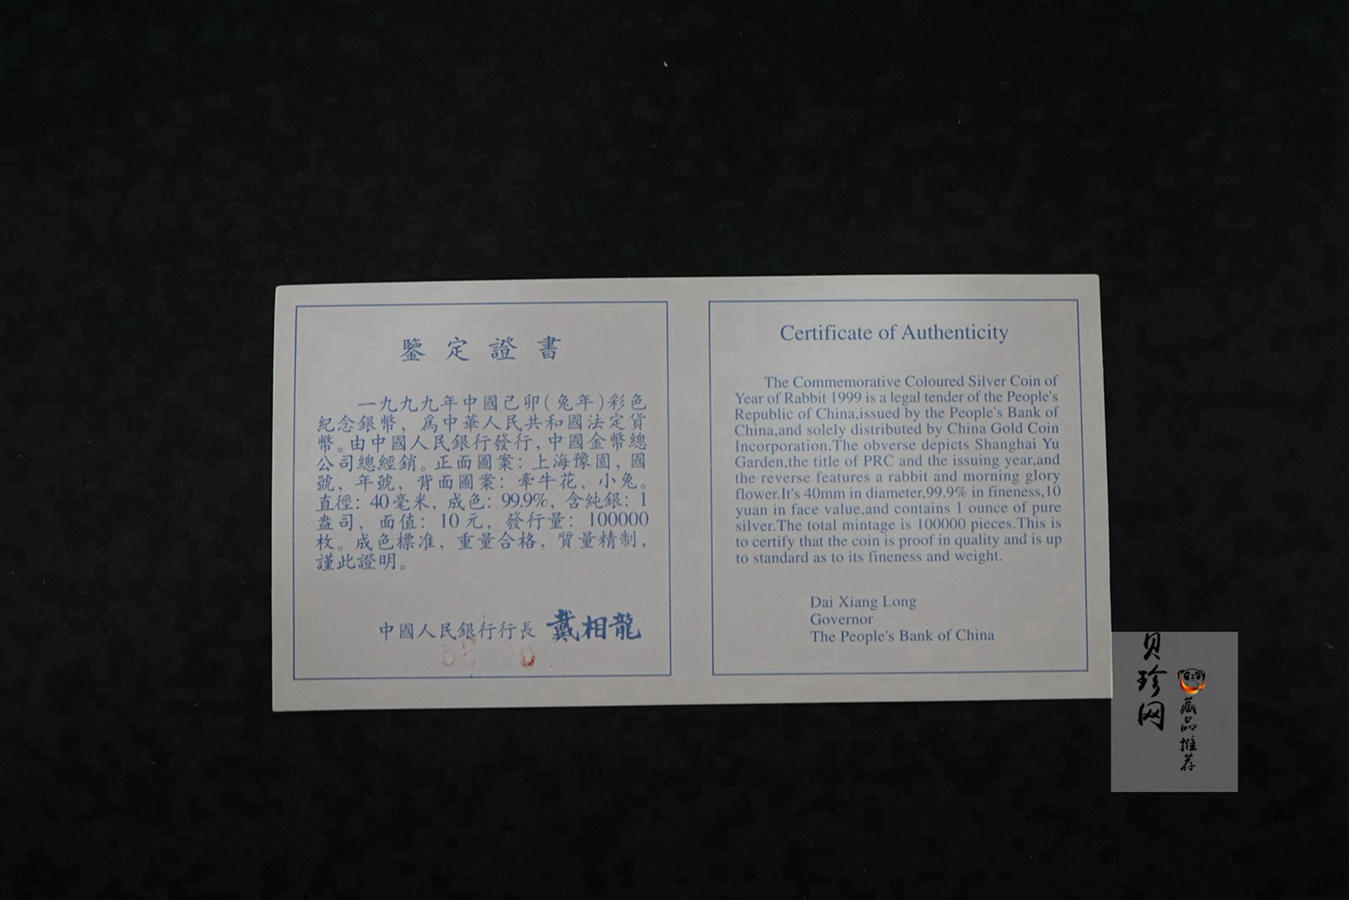 鑒定證書
一九九九年中國己卯(兔年)彩色
紀念銀幣，為中華人民共和國法定貨
幣。由中國人民銀行發行，中國金幣總
公司總經銷。正面圖案：上海豫園，國
號，年號，背面圖案：牽牛花、小兔。
直徑：40毫米，成色：99.9%，含純銀：1
盎司，面值：10元，發行量：100000
枚。成色標准，重量合格，質量精制，
謹此證明。
中國人民銀行行長 戴相龍
Certificate of Authenticity
The Commemorative Coloured Silver Coin of
Year of Rabbit 1999 is a legal tender of the People's
Republic of China,issued by the People's Bank of
China,and solely distributed by China Gold Coin
Incorporation.The obverse depicts Shanghai Yu
Garden,the title of PRC and the issuing year,and
the reverse features a rabbit and morning glory
flower.It's 40mm in diameter,99.9% in fineness,10
yuan in face value,and contains 1 ounce of pure
silver.The total mintage is 100000 pieces.This is
to certify that the coin is proof in quality and is up
to standard as to its fineness and weight.
Dai Xiang Long
Governor
The People's Bank of China
贝珍网
藏品推荐